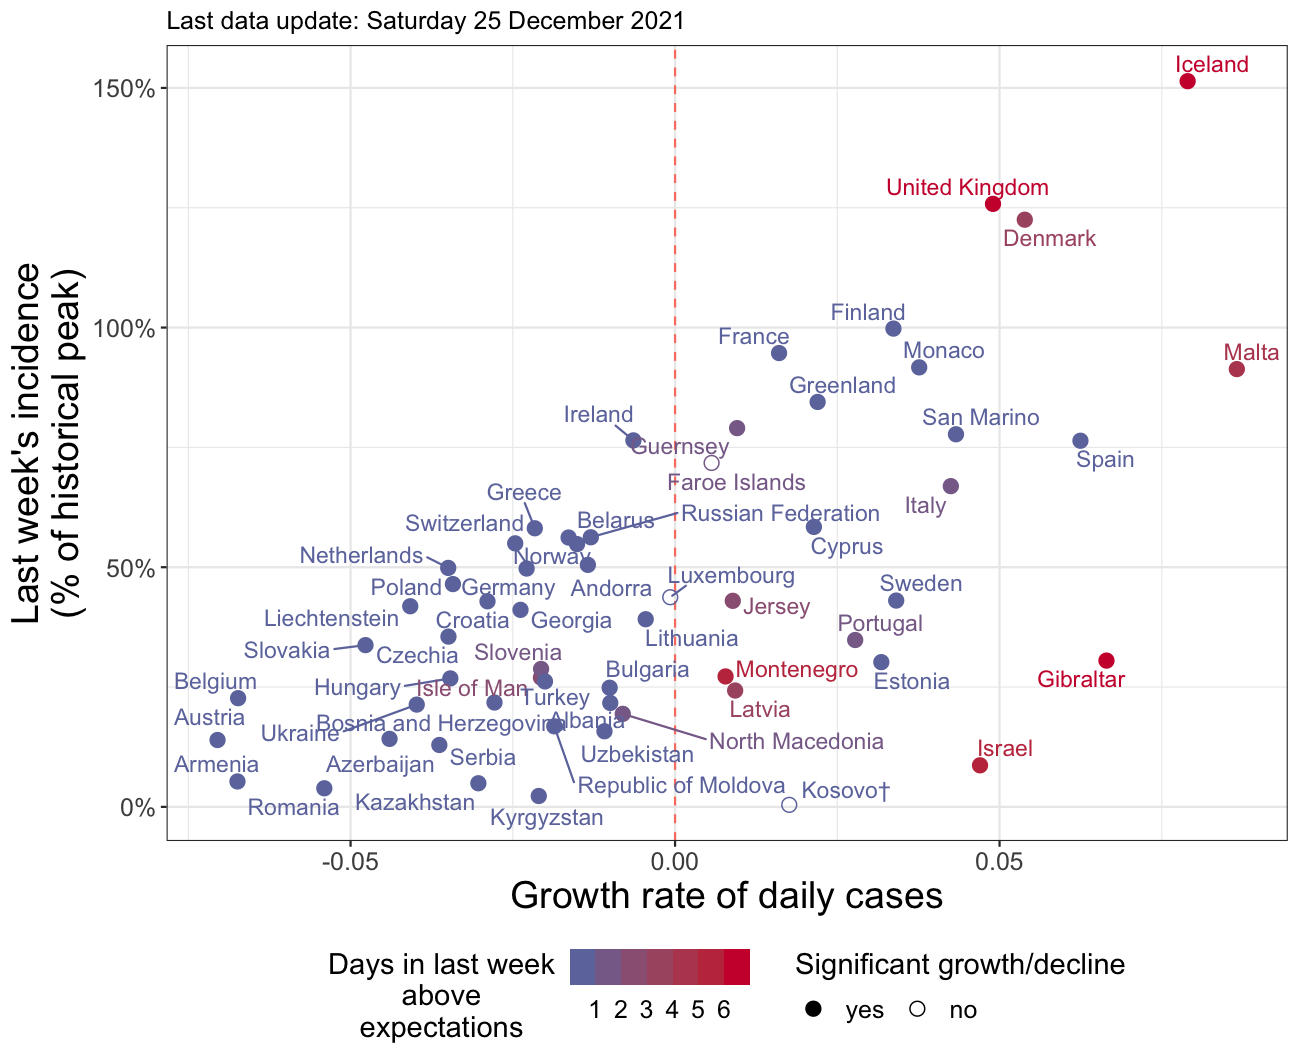 Last data update: Saturday 25 December 2021
Last week's incidence
(% of historical peak)
150%
100%
50%
0%
Iceland
United Kingdom
Denmark
Finland
France
Monaco
Malta
Greenland
Ireland
San Marino
Guernsey
Spain
Faroe Islands
Greece
Italy
Switzerland
Belarus
Russian Federation
Netherlands
Norway
Cyprus
Poland
Germany
Andorra
Luxembourg
Sweden
Liechtenstein
Croatia
Georgia
Jersey
Portugal
Slovakia
Czechia
Slovenia
Lithuania
Belgium
Hungary
Isle of Man
Turkey
Bulgaria
Montenegro
Estonia
Gibraltar
Austria
Ukraine
Bosnia and Herzegovina
Albania
Latvia
North Macedonia
Armenia
Azerbaijan
Serbia
Uzbekistan
Israel
Romania
Kazakhstan
Kyrgyzstan
Republic of Moldova
Kosovo†
-0.05
0.00
0.05
Growth rate of daily cases
Days in last week
above
expectations
1 2 3 4 5 6
Significant growth/decline
yes
no